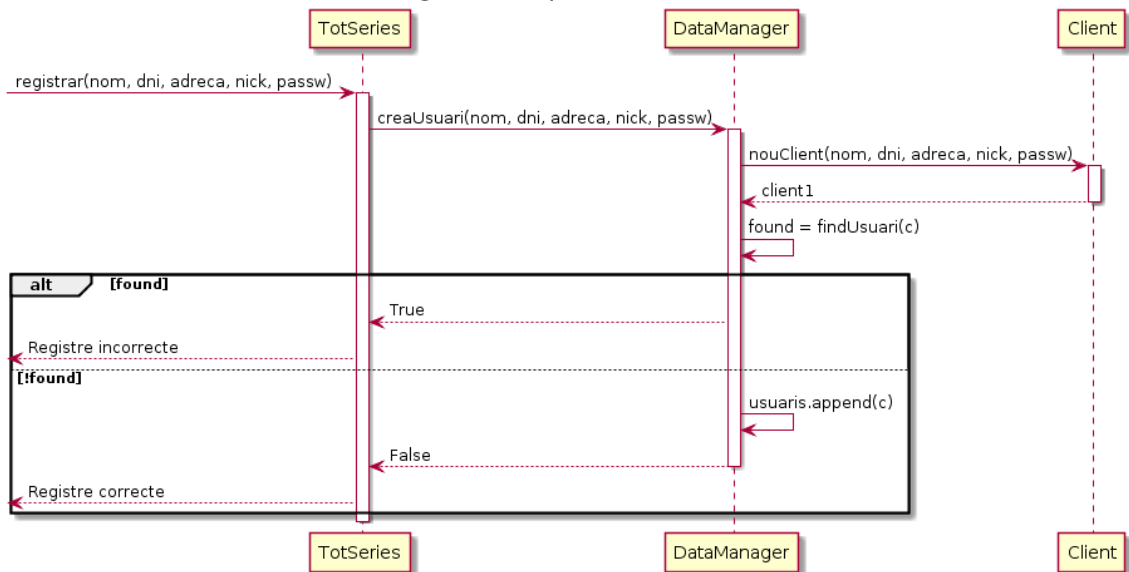 TotSeries
DataManager
Client
registrar(nom, dni, adreca, nick, passw)
creaUsuari(nom, dni, adreca, nick, passw)
nouClient(nom, dni, adreca, nick, passw)
client1
found = findUsuari(c)
alt [found]
True
Registre incorrecte
[!found]
usuaris.append(c)
False
Registre correcte
TotSeries
DataManager
Client